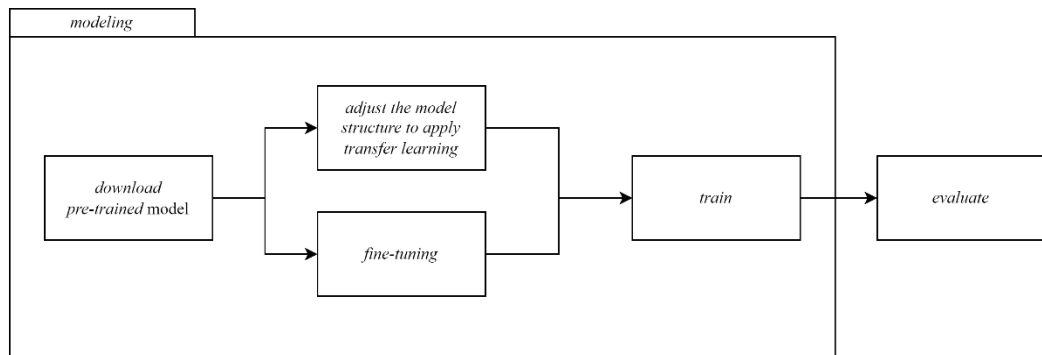 modeling
adjust the model
structure to apply
transfer learning
download
pre-trained model
fine-tuning
train
evaluate